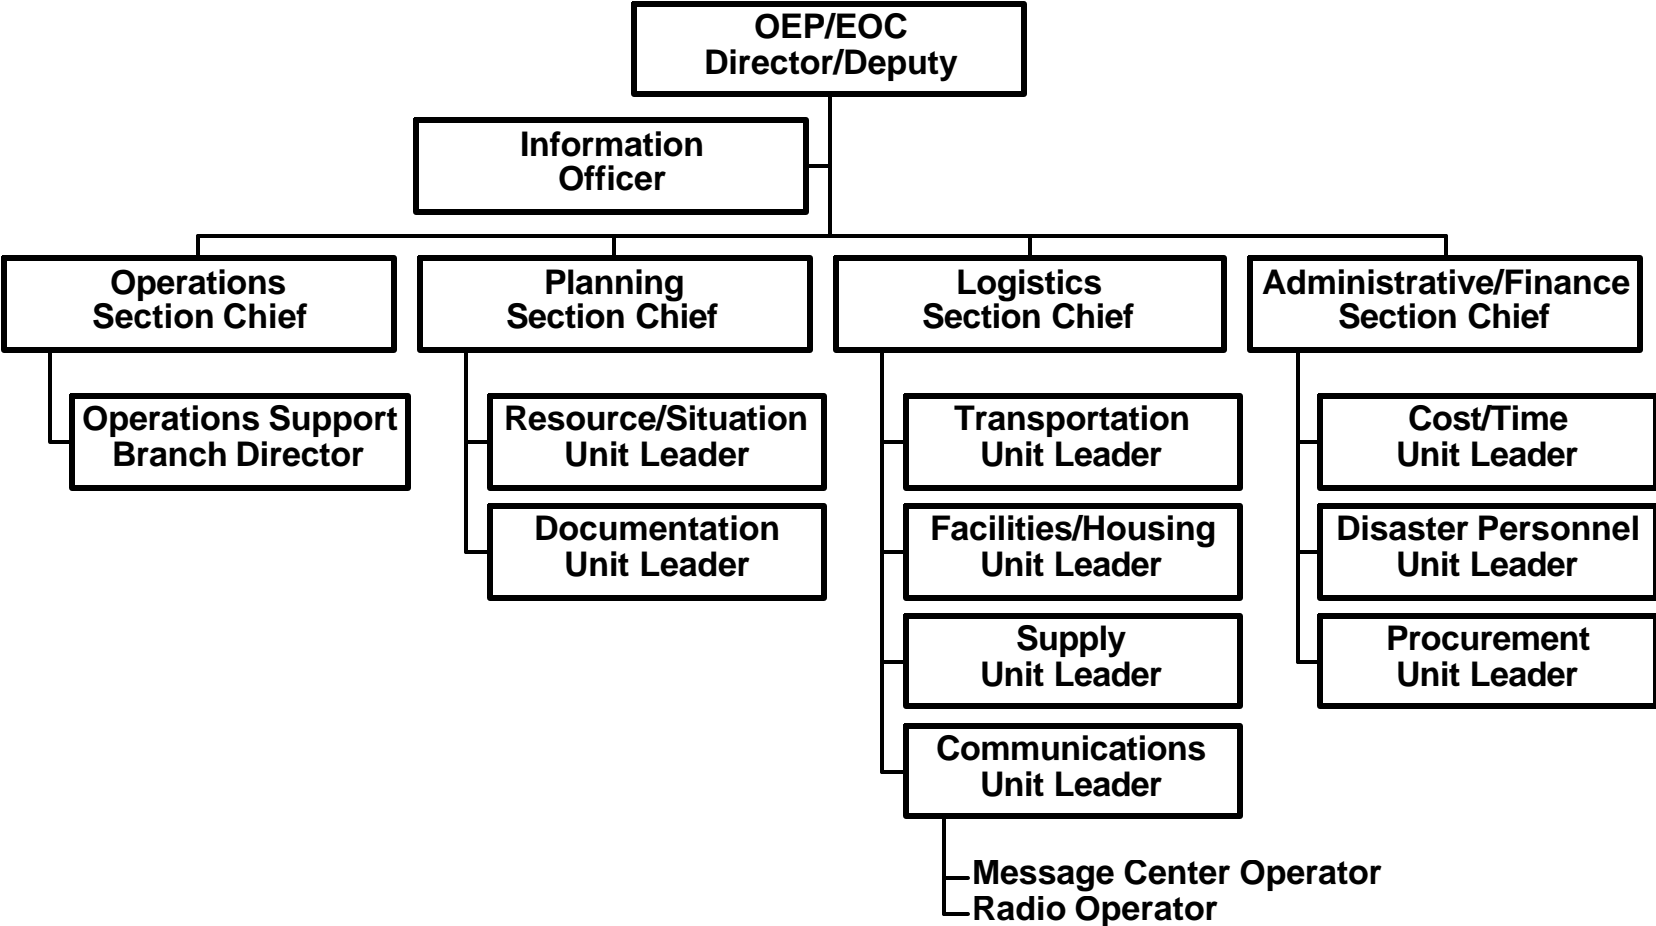 OEP/EOC
Director/Deputy
Information
Officer
Operations
Section Chief
Planning
Section Chief
Logistics
Section Chief
Administrative/Finance
Section Chief
Operations Support
Branch Director
Resource/Situation
Unit Leader
Documentation
Unit Leader
Transportation
Unit Leader
Facilities/Housing
Unit Leader
Supply
Unit Leader
Communications
Unit Leader
Message Center Operator
Radio Operator
Cost/Time
Unit Leader
Disaster Personnel
Unit Leader
Procurement
Unit Leader